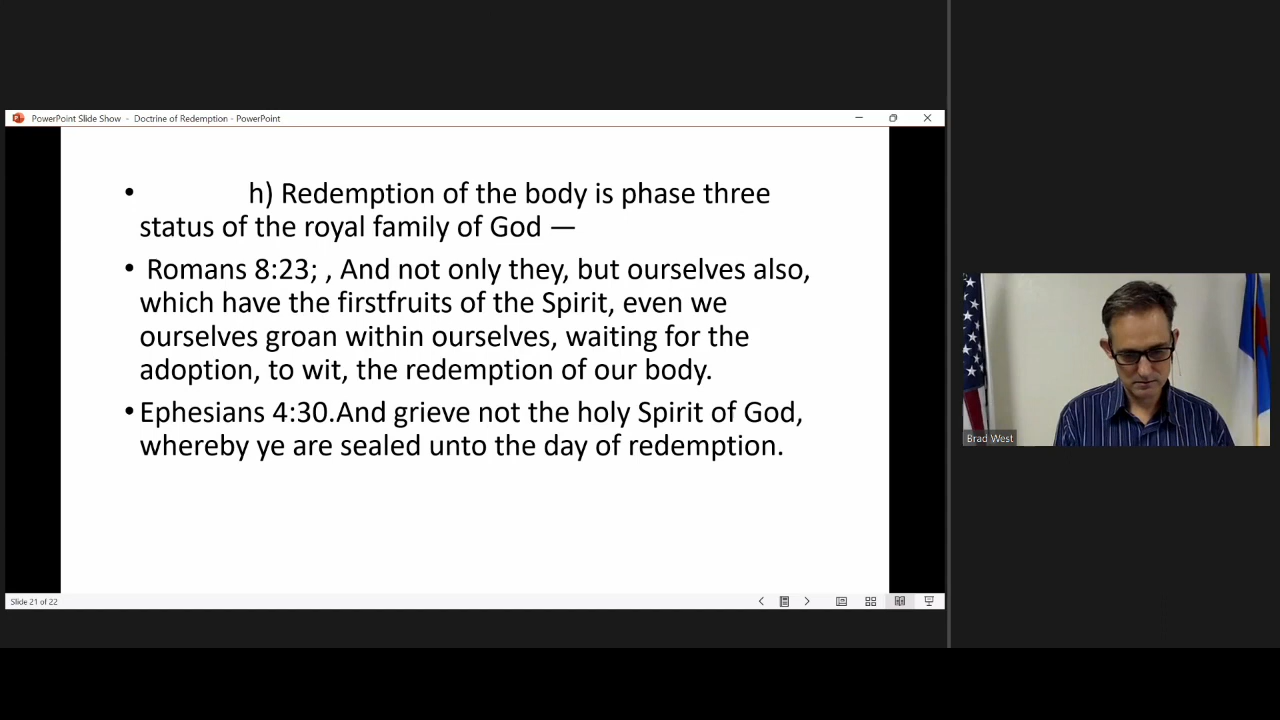 PowerPoint Slide Show - Doctrine of Redemption - PowerPoint
• h) Redemption of the body is phase three
status of the royal family of God —
• Romans 8:23; , And not only they, but ourselves also,
which have the firstfruits of the Spirit, even we
ourselves groan within ourselves, waiting for the
adoption, to wit, the redemption of our body.
• Ephesians 4:30.And grieve not the holy Spirit of God,
whereby ye are sealed unto the day of redemption.
Slide 21 of 22
Brad West